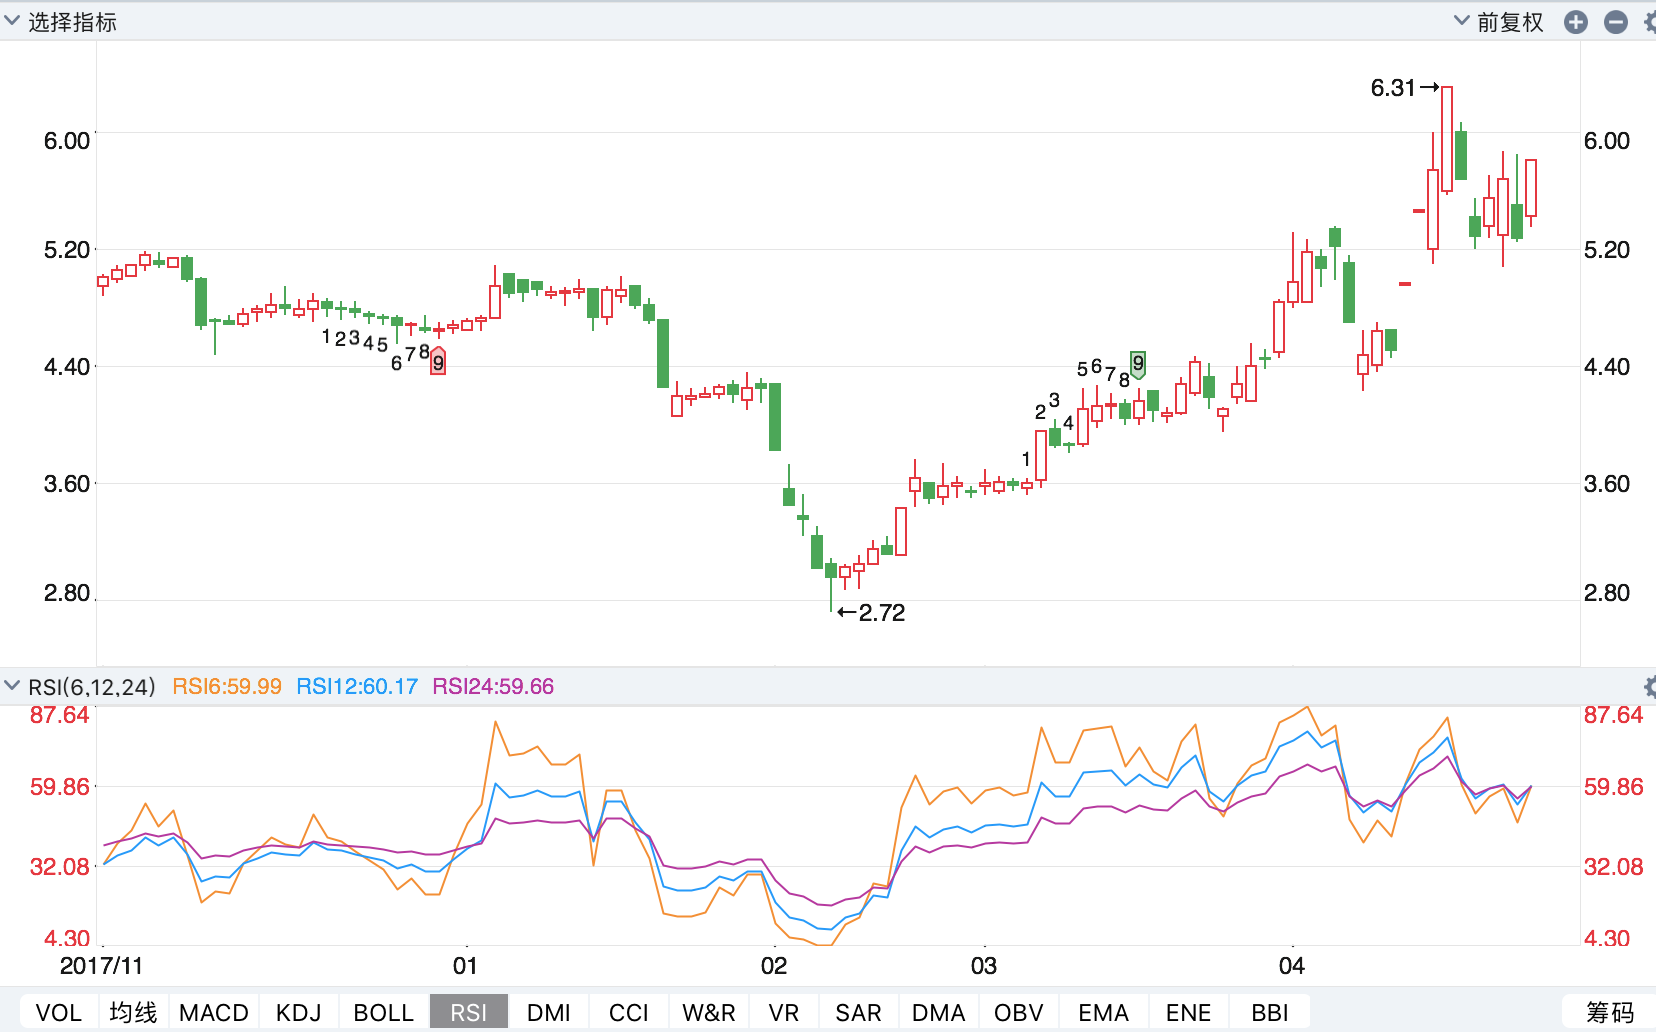 选择指标 前复权
6.31
6.00 6.00
5.20 5.20
1 2 3 4 5 6 7 8 9
4.40 4.40
1 2 3 4 5 6 7 8 9
3.60 3.60
2.80 2.80
2.72
RSI(6,12,24) RSI6:59.99 RSI12:60.17 RSI24:59.66
87.64 87.64
59.86 59.86
32.08 32.08
4.30 4.30
2017/11 01 02 03 04
VOL 均线 MACD KDJ BOLL RSI DMI CCI W&R VR SAR DMA OBV EMA ENE BBI 筹码